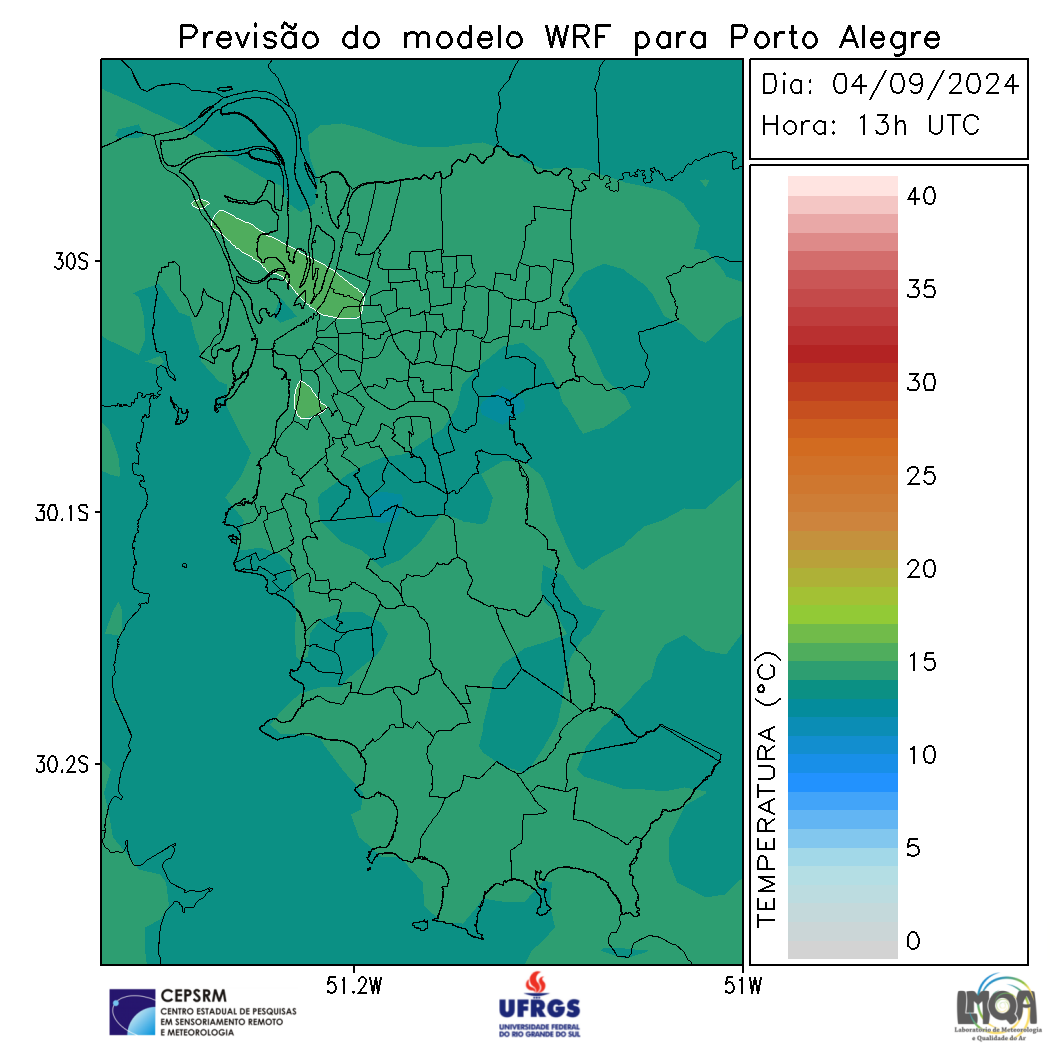 Previsão do modelo WRF para Porto Alegre
Dia: 04/09/2024
Hora: 13h UTC
40
35
30
25
20
15
10
5
0
TEMPERATURA (°C)
30S
30.1S
30.2S
51.2W
51W
CEPSRM
CENTRO ESTADUAL DE PESQUISAS
EM SENSORIAMENTO REMOTO
E METEOROLOGIA
UFRGS
UNIVERSIDADE FEDERAL
DO RIO GRANDE DO SUL
LMQA
Laboratório de Meteorologia
e Qualidade do Ar